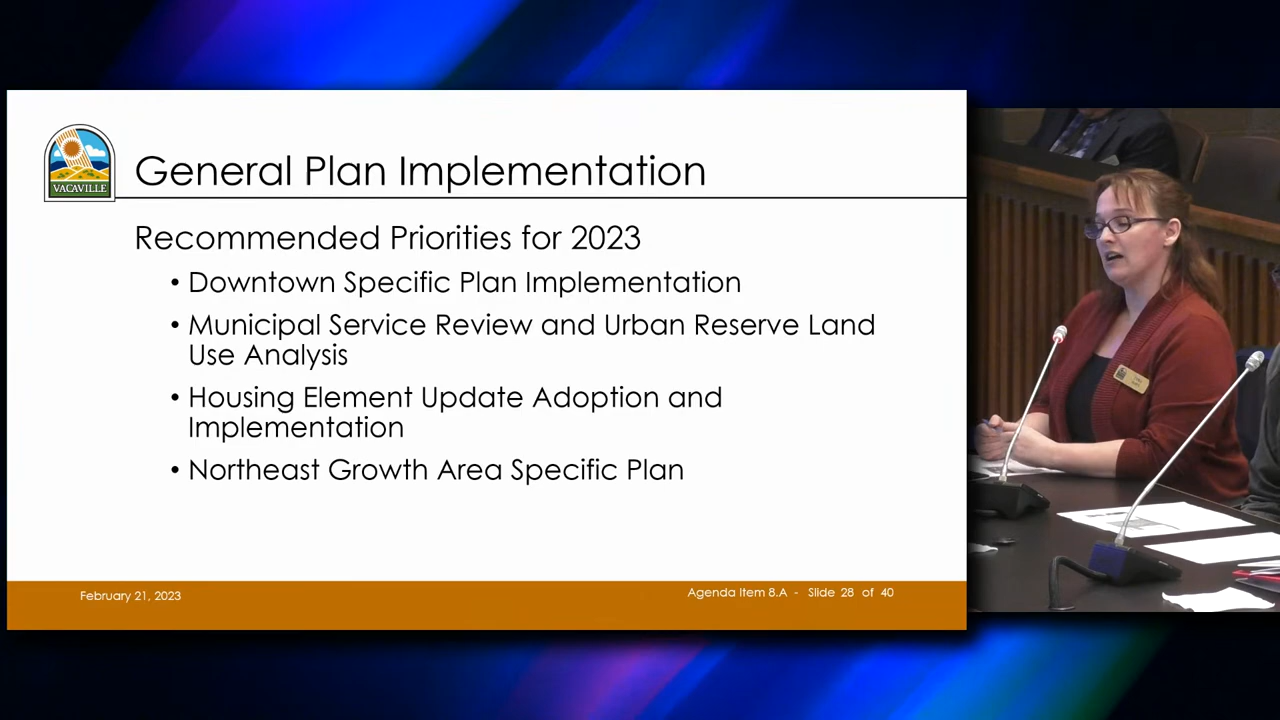 VACAVILLE
General Plan Implementation
Recommended Priorities for 2023
• Downtown Specific Plan Implementation
• Municipal Service Review and Urban Reserve Land
Use Analysis
• Housing Element Update Adoption and
Implementation
• Northeast Growth Area Specific Plan
February 21, 2023
Agenda Item 8.A - Slide 28 of 40